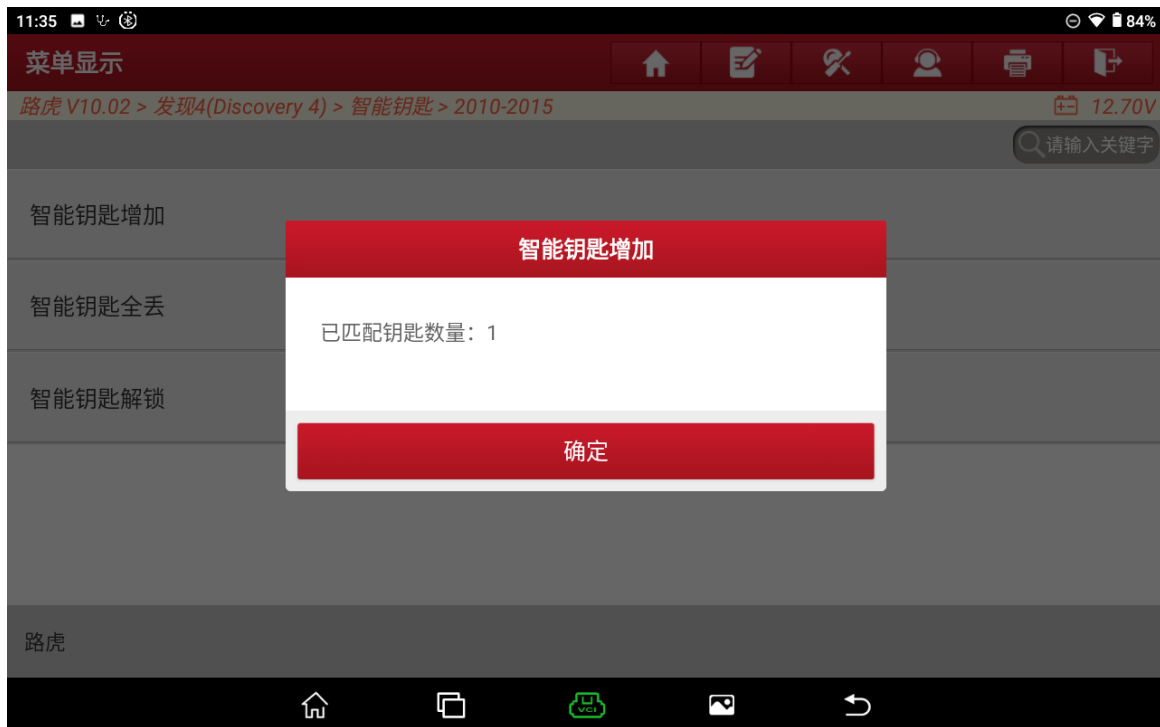 11:35 84%
菜单显示
路虎 V10.02 > 发现4(Discovery 4) > 智能钥匙 > 2010-2015 12.70V
请输入关键字
智能钥匙增加
智能钥匙增加
智能钥匙全丢
已匹配钥匙数量：1
智能钥匙解锁
确定
路虎
VCI